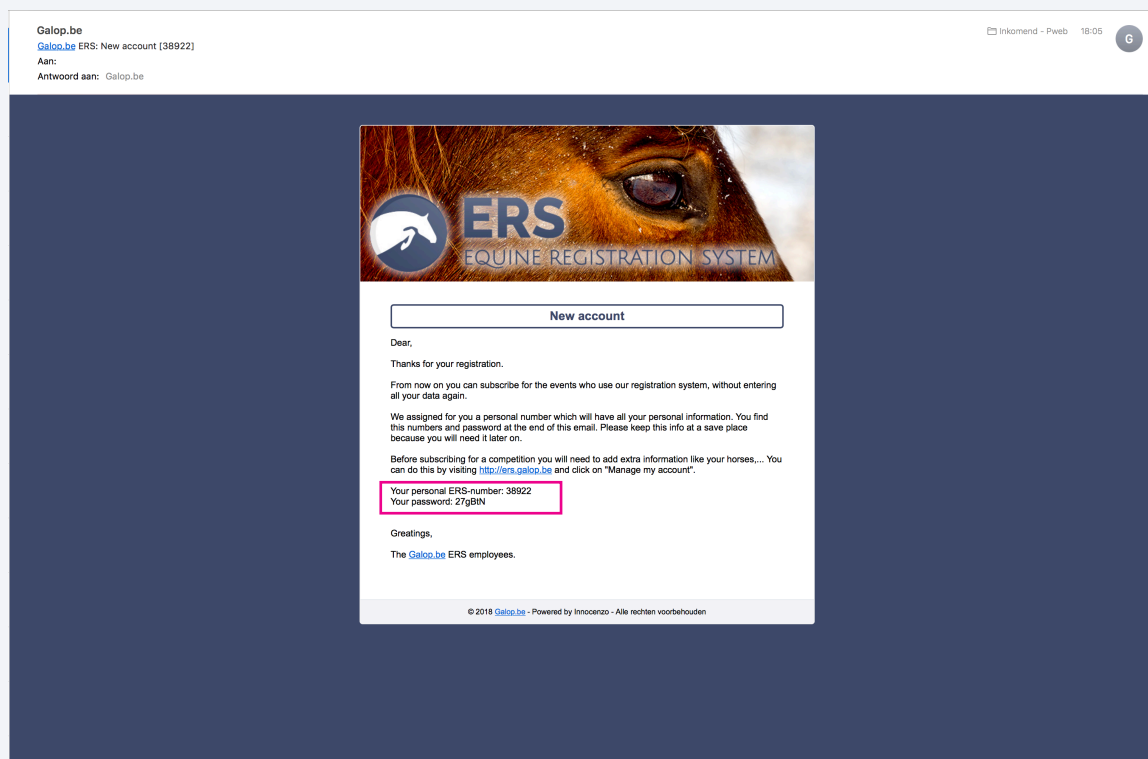 Galop.be
Inkomend - Pweb 18:05
G
Galop.be ERS: New account [38922]
Aan:
Antwoord aan: Galop.be
ERS
EQUINE REGISTRATION SYSTEM
New account
Dear,
Thanks for your registration.
From now on you can subscribe for the events who use our registration system, without entering
all your data again.
We assigned for you a personal number which will have all your personal information. You find
this numbers and password at the end of this email. Please keep this info at a save place
because you will need it later on.
Before subscribing for a competition you will need to add extra information like your horses,... You
can do this by visiting http://ers.galop.be and click on "Manage my account".
Your personal ERS-number: 38922
Your password: 27gBtN
Greatings,
The Galop.be ERS employees.
© 2018 Galop.be - Powered by Innocenzo - Alle rechten voorbehouden